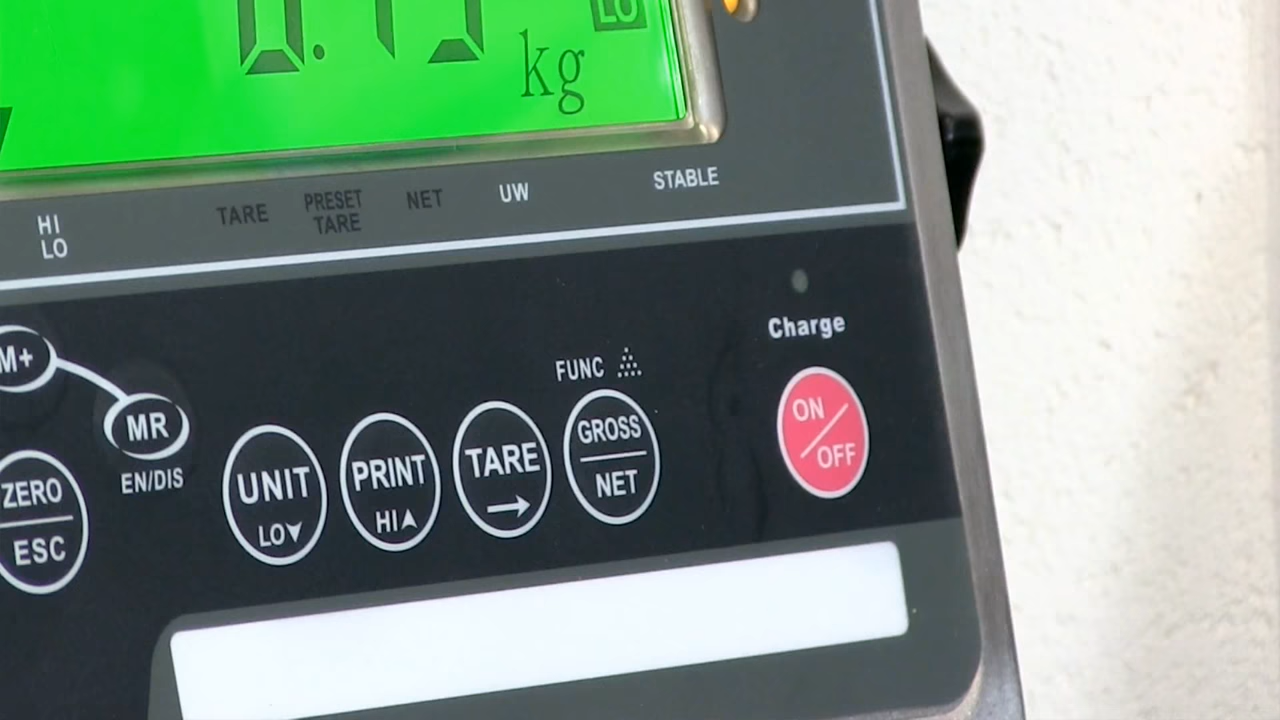 LO
kg
HI
LO
TARE
PRESET
TARE
NET
UW
STABLE
Charge
M+
MR
EN/DIS
FUNC
ZERO
ESC
UNIT
LO▼
PRINT
HI▲
TARE
→
GROSS
NET
ON
OFF